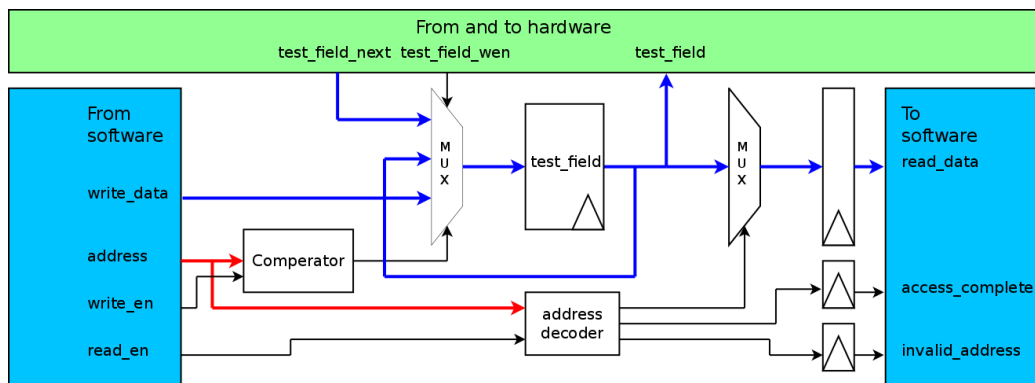 From and to hardware
test_field_next
test_field_wen
test_field
From
software
write_data
address
write_en
read_en
M
U
X
test_field
Comperator
address
decoder
M
U
X
To
software
read_data
access_complete
invalid_address